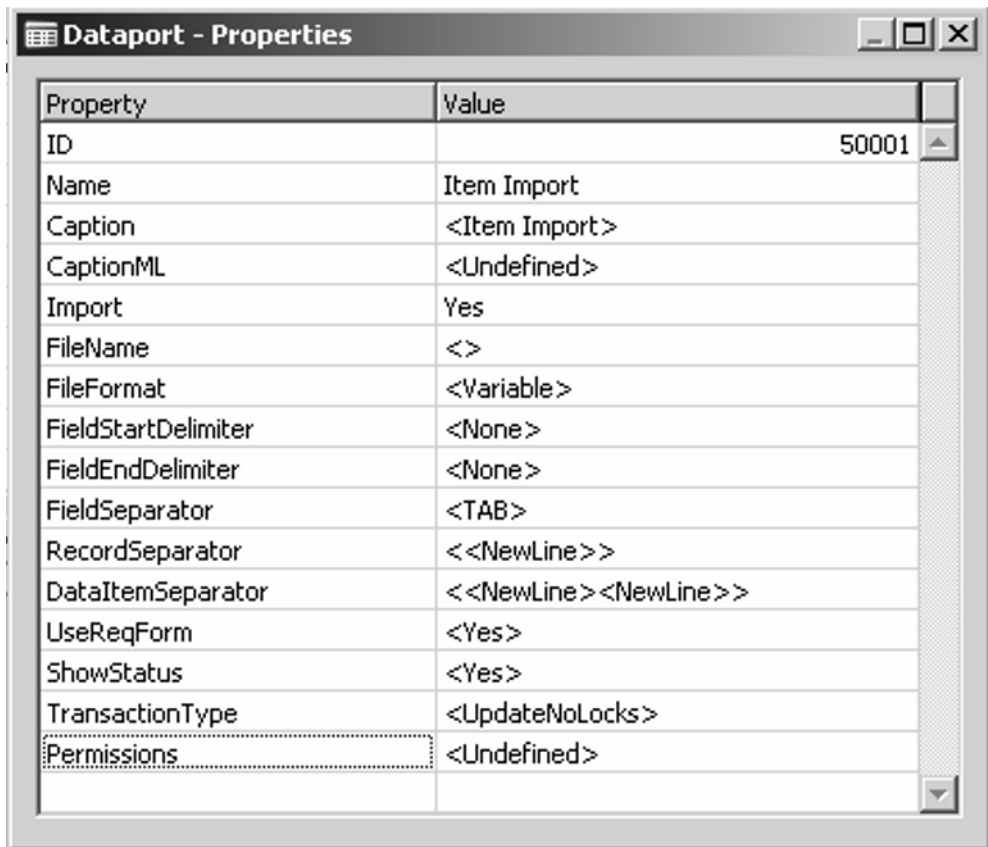 Dataport - Properties
Property Value
ID 50001
Name Item Import
Caption <Item Import>
CaptionML <Undefined>
Import Yes
FileName <>
FileFormat <Variable>
FieldStartDelimiter <None>
FieldEndDelimiter <None>
FieldSeparator <TAB>
RecordSeparator <<NewLine>>
DataItemSeparator <<NewLine><NewLine>>
UseReqForm <Yes>
ShowStatus <Yes>
TransactionType <UpdateNoLocks>
Permissions <Undefined>